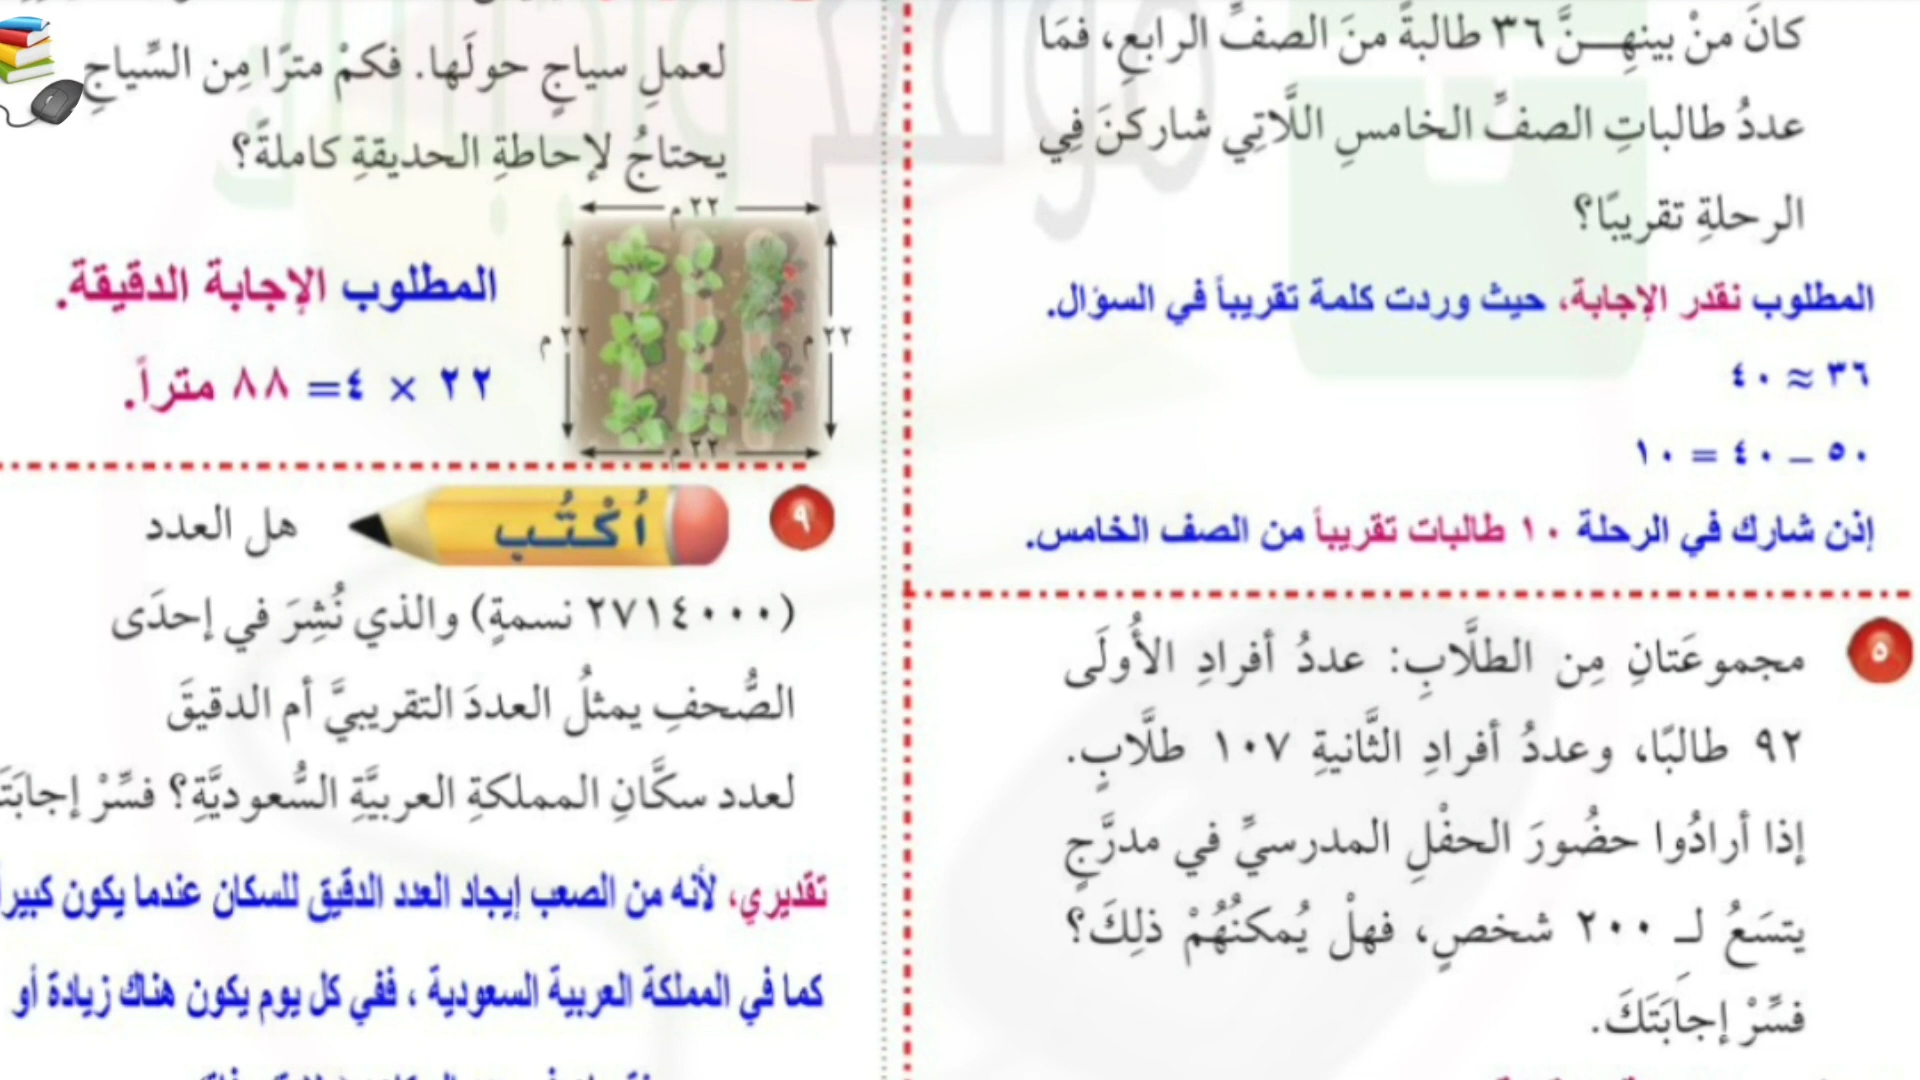 كانَ منْ بينهِـــنَّ ٣٦ طالبةً منَ الصفِّ الرابعِ، فمَا
عددُ طالباتِ الصفِّ الخامسِ اللَّاتِي شاركنَ فِي
الرحلةِ تقريبًا؟
المطلوب نقدر الإجابة، حيث وردت كلمة تقريباً في السؤال.
٣٦ ≈ ٤٠
٥٠ – ٤٠ = ١٠
إذن شارك في الرحلة ١٠ طالبات تقريباً من الصف الخامس.
٥
مجموعَتانِ مِن الطلَّابِ: عددُ أفرادِ الأُولَى
٩٢ طالبًا، وعددُ أفرادِ الثَّانيةِ ١٠٧ طلَّابٍ.
إذا أرادُوا حضُورَ الحفْلِ المدرسيِّ في مدرَّجٍ
يتسَعُ لـِ ٢٠٠ شخصٍ، فهلْ يُمكنُهُمْ ذلِكَ؟
فسِّرْ إجابَتَكَ.
لعملِ سياجٍ حولَها. فكمْ مترًا مِن السِّياجِ
يحتاجُ لإحاطةِ الحديقةِ كاملةً؟
٢٢ م
٢٢ م
٢٢ م
٢٢ م
المطلوب الإجابة الدقيقة.
٢٢ × ٤= ٨٨ متراً.
٩ اُكْتُـب هل العدد
(٢٧١٤٠٠٠ نسمةٍ) والذي نُشِرَ في إحدَى
الصُّحفِ يمثلُ العددَ التقريبيَّ أم الدقيقَ
لعدد سكَّانِ المملكةِ العربيَّةِ السُّعوديَّةِ؟ فسِّرْ
تقديري، لأنه من الصعب إيجاد العدد الدقيق للسكان عندما يكون كبيراً
كما في المملكة العربية السعودية ، ففي كل يوم يكون هناك زيادة أو